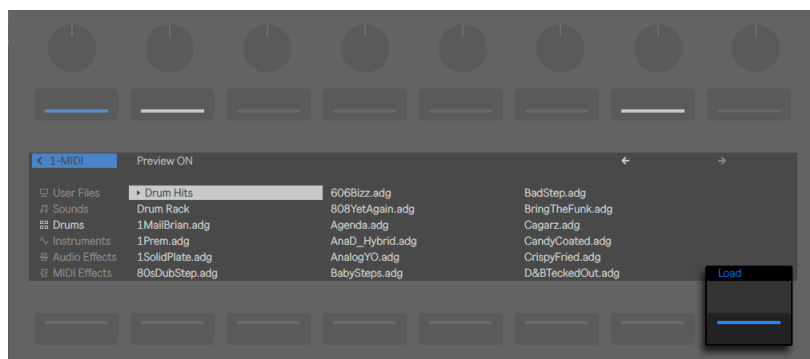 1-MIDI
Preview ON
User Files
Sounds
Drums
Instruments
Audio Effects
MIDI Effects
Drum Hits
Drum Rack
1MailBrian.adg
1Prem.adg
1SolidPlate.adg
80sDubStep.adg
606Bizz.adg
808YetAgain.adg
Agenda.adg
AnaD_Hybrid.adg
AnalogYO.adg
BabySteps.adg
BadStep.adg
BringTheFunk.adg
Cagarz.adg
CandyCoated.adg
CrispyFried.adg
D&BTeckedOut.adg
Load